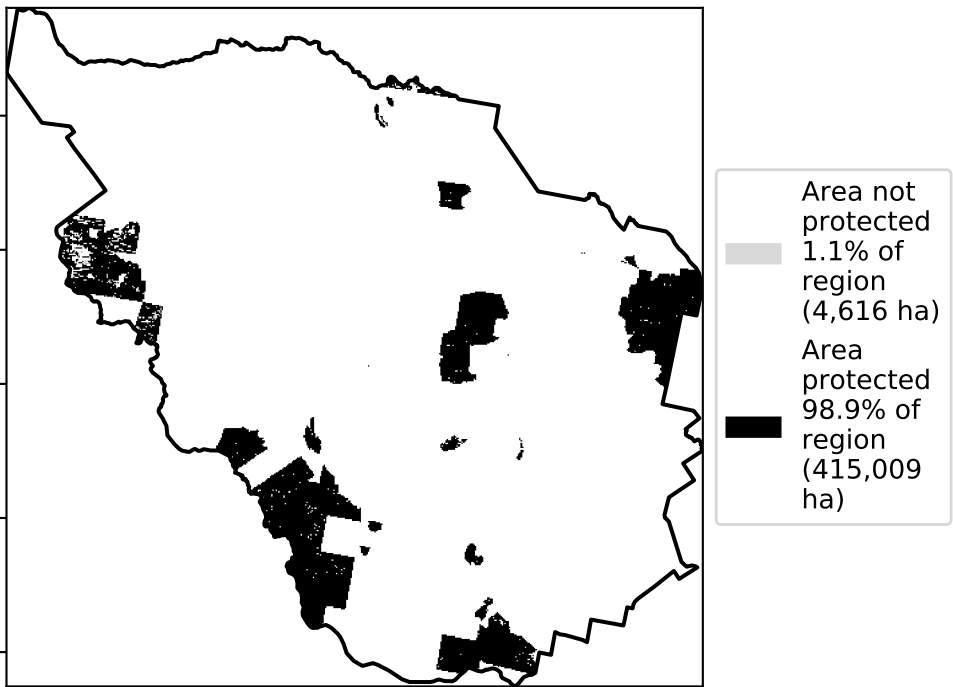 Area not
protected
1.1% of
region
(4,616 ha)
Area
protected
98.9% of
region
(415,009
ha)